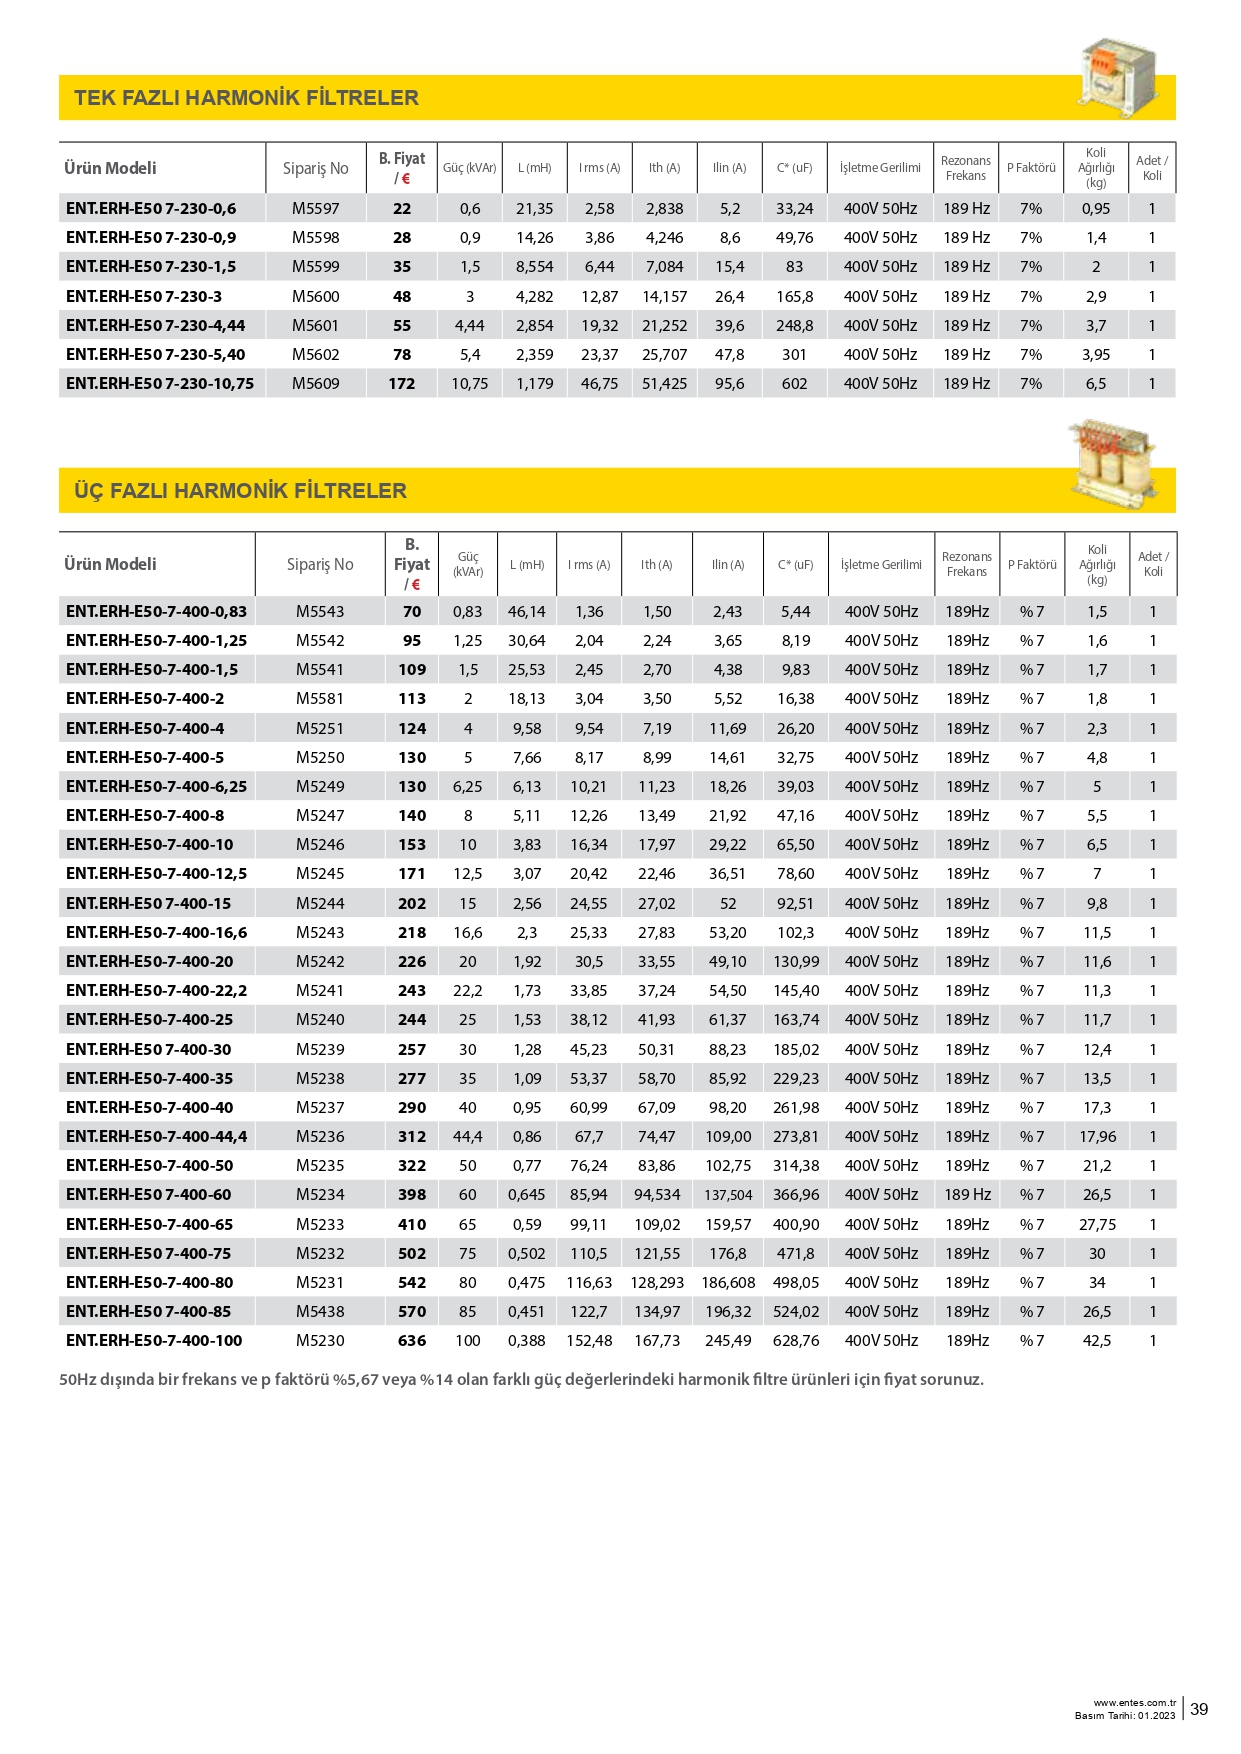 TEK FAZLI HARMONİK FİLTRELER
Ürün Modeli Sipariş No B. Fiyat / € Güç (kVAr) L (mH) I rms (A) Ith (A) Ilin (A) C* (uF) İşletme Gerilimi Rezonans Frekans P Faktörü Koli Ağırlığı (kg) Adet / Koli
ENT.ERH-E50 7-230-0,6 M5597 22 0,6 21,35 2,58 2,838 5,2 33,24 400V 50Hz 189 Hz 7% 0,95 1
ENT.ERH-E50 7-230-0,9 M5598 28 0,9 14,26 3,86 4,246 8,6 49,76 400V 50Hz 189 Hz 7% 1,4 1
ENT.ERH-E50 7-230-1,5 M5599 35 1,5 8,554 6,44 7,084 15,4 83 400V 50Hz 189 Hz 7% 2 1
ENT.ERH-E50 7-230-3 M5600 48 3 4,282 12,87 14,157 26,4 165,8 400V 50Hz 189 Hz 7% 2,9 1
ENT.ERH-E50 7-230-4,44 M5601 55 4,44 2,854 19,32 21,252 39,6 248,8 400V 50Hz 189 Hz 7% 3,7 1
ENT.ERH-E50 7-230-5,40 M5602 78 5,4 2,359 23,37 25,707 47,8 301 400V 50Hz 189 Hz 7% 3,95 1
ENT.ERH-E50 7-230-10,75 M5609 172 10,75 1,179 46,75 51,425 95,6 602 400V 50Hz 189 Hz 7% 6,5 1
ÜÇ FAZLI HARMONİK FİLTRELER
Ürün Modeli Sipariş No B. Fiyat / € Güç (kVAr) L (mH) I rms (A) Ith (A) Ilin (A) C* (uF) İşletme Gerilimi Rezonans Frekans P Faktörü Koli Ağırlığı (kg) Adet / Koli
ENT.ERH-E50-7-400-0,83 M5543 70 0,83 46,14 1,36 1,50 2,43 5,44 400V 50Hz 189Hz % 7 1,5 1
ENT.ERH-E50-7-400-1,25 M5542 95 1,25 30,64 2,04 2,24 3,65 8,19 400V 50Hz 189Hz % 7 1,6 1
ENT.ERH-E50-7-400-1,5 M5541 109 1,5 25,53 2,45 2,70 4,38 9,83 400V 50Hz 189Hz % 7 1,7 1
ENT.ERH-E50-7-400-2 M5581 113 2 18,13 3,04 3,50 5,52 16,38 400V 50Hz 189Hz % 7 1,8 1
ENT.ERH-E50-7-400-4 M5251 124 4 9,58 9,54 7,19 11,69 26,20 400V 50Hz 189Hz % 7 2,3 1
ENT.ERH-E50-7-400-5 M5250 130 5 7,66 8,17 8,99 14,61 32,75 400V 50Hz 189Hz % 7 4,8 1
ENT.ERH-E50-7-400-6,25 M5249 130 6,25 6,13 10,21 11,23 18,26 39,03 400V 50Hz 189Hz % 7 5 1
ENT.ERH-E50-7-400-8 M5247 140 8 5,11 12,26 13,49 21,92 47,16 400V 50Hz 189Hz % 7 5,5 1
ENT.ERH-E50-7-400-10 M5246 153 10 3,83 16,34 17,97 29,22 65,50 400V 50Hz 189Hz % 7 6,5 1
ENT.ERH-E50-7-400-12,5 M5245 171 12,5 3,07 20,42 22,46 36,51 78,60 400V 50Hz 189Hz % 7 7 1
ENT.ERH-E50 7-400-15 M5244 202 15 2,56 24,55 27,02 52 92,51 400V 50Hz 189Hz % 7 9,8 1
ENT.ERH-E50-7-400-16,6 M5243 218 16,6 2,3 25,33 27,83 53,20 102,3 400V 50Hz 189Hz % 7 11,5 1
ENT.ERH-E50-7-400-20 M5242 226 20 1,92 30,5 33,55 49,10 130,99 400V 50Hz 189Hz % 7 11,6 1
ENT.ERH-E50-7-400-22,2 M5241 243 22,2 1,73 33,85 37,24 54,50 145,40 400V 50Hz 189Hz % 7 11,3 1
ENT.ERH-E50-7-400-25 M5240 244 25 1,53 38,12 41,93 61,37 163,74 400V 50Hz 189Hz % 7 11,7 1
ENT.ERH-E50 7-400-30 M5239 257 30 1,28 45,23 50,31 88,23 185,02 400V 50Hz 189Hz % 7 12,4 1
ENT.ERH-E50-7-400-35 M5238 277 35 1,09 53,37 58,70 85,92 229,23 400V 50Hz 189Hz % 7 13,5 1
ENT.ERH-E50-7-400-40 M5237 290 40 0,95 60,99 67,09 98,20 261,98 400V 50Hz 189Hz % 7 17,3 1
ENT.ERH-E50-7-400-44,4 M5236 312 44,4 0,86 67,7 74,47 109,00 273,81 400V 50Hz 189Hz % 7 17,96 1
ENT.ERH-E50-7-400-50 M5235 322 50 0,77 76,24 83,86 102,75 314,38 400V 50Hz 189Hz % 7 21,2 1
ENT.ERH-E50 7-400-60 M5234 398 60 0,645 85,94 94,534 137,504 366,96 400V 50Hz 189 Hz % 7 26,5 1
ENT.ERH-E50-7-400-65 M5233 410 65 0,59 99,11 109,02 159,57 400,90 400V 50Hz 189Hz % 7 27,75 1
ENT.ERH-E50 7-400-75 M5232 502 75 0,502 110,5 121,55 176,8 471,8 400V 50Hz 189Hz % 7 30 1
ENT.ERH-E50-7-400-80 M5231 542 80 0,475 116,63 128,293 186,608 498,05 400V 50Hz 189Hz % 7 34 1
ENT.ERH-E50 7-400-85 M5438 570 85 0,451 122,7 134,97 196,32 524,02 400V 50Hz 189Hz % 7 26,5 1
ENT.ERH-E50-7-400-100 M5230 636 100 0,388 152,48 167,73 245,49 628,76 400V 50Hz 189Hz % 7 42,5 1
50Hz dışında bir frekans ve p faktörü %5,67 veya %14 olan farklı güç değerlerindeki harmonik filtre ürünleri için fiyat sorunuz.
www.entes.com.tr
Basım Tarihi: 01.2023
39